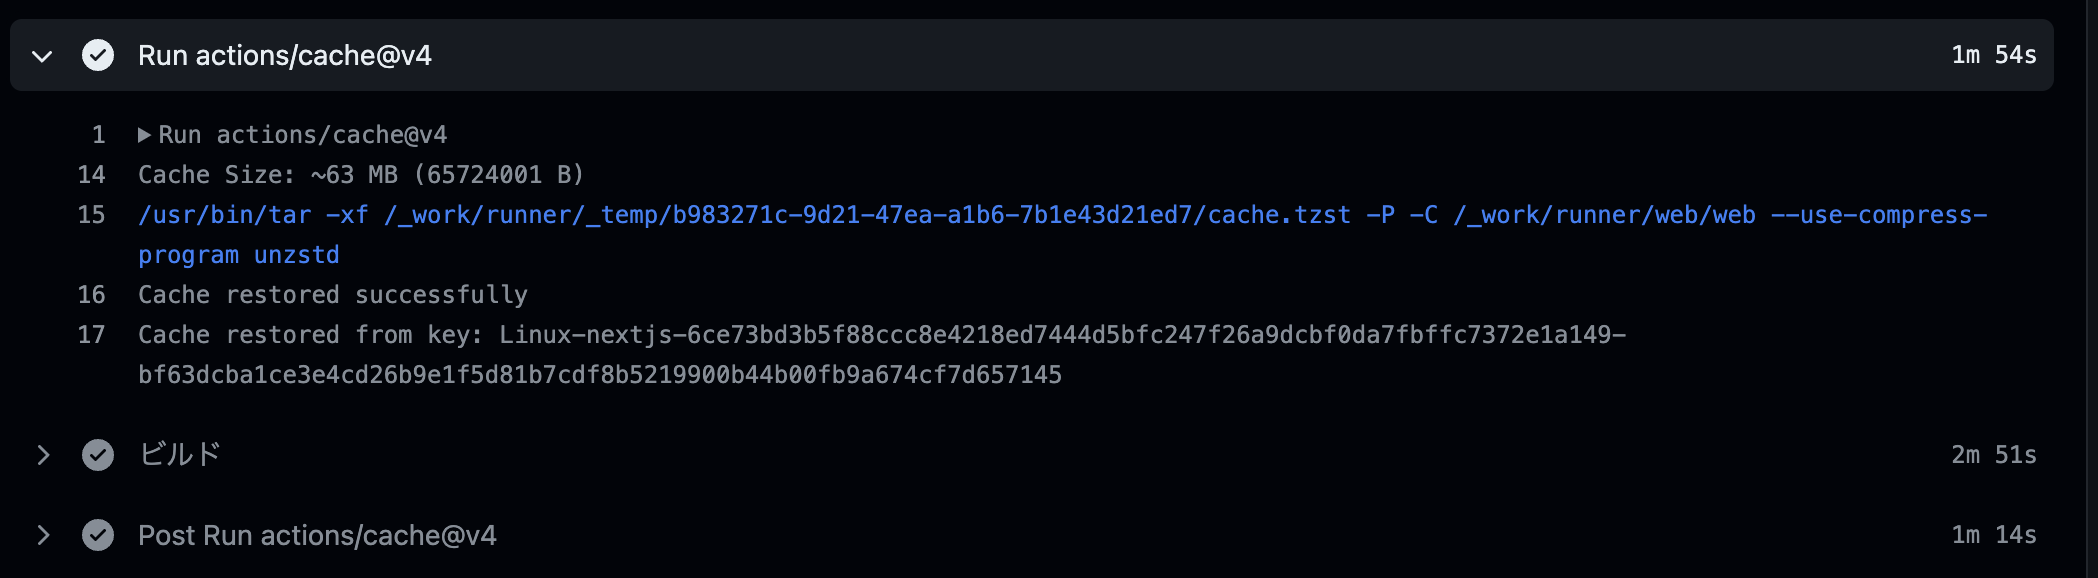 Run actions/cache@v4 1m 54s
1 Run actions/cache@v4
14 Cache Size: ~63 MB (65724001 B)
15 /usr/bin/tar -xf /_work/runner/_temp/b983271c-9d21-47ea-a1b6-7b1e43d21ed7/cache.tzst -P -C /_work/runner/web/web --use-compress-
program unzstd
16 Cache restored successfully
17 Cache restored from key: Linux-nextjs-6ce73bd3b5f88ccc8e4218ed7444d5bfc247f26a9dcbf0da7fbffc7372e1a149-
bf63dcba1ce3e4cd26b9e1f5d81b7cdf8b5219900b44b00fb9a674cf7d657145
ビルド 2m 51s
Post Run actions/cache@v4 1m 14s